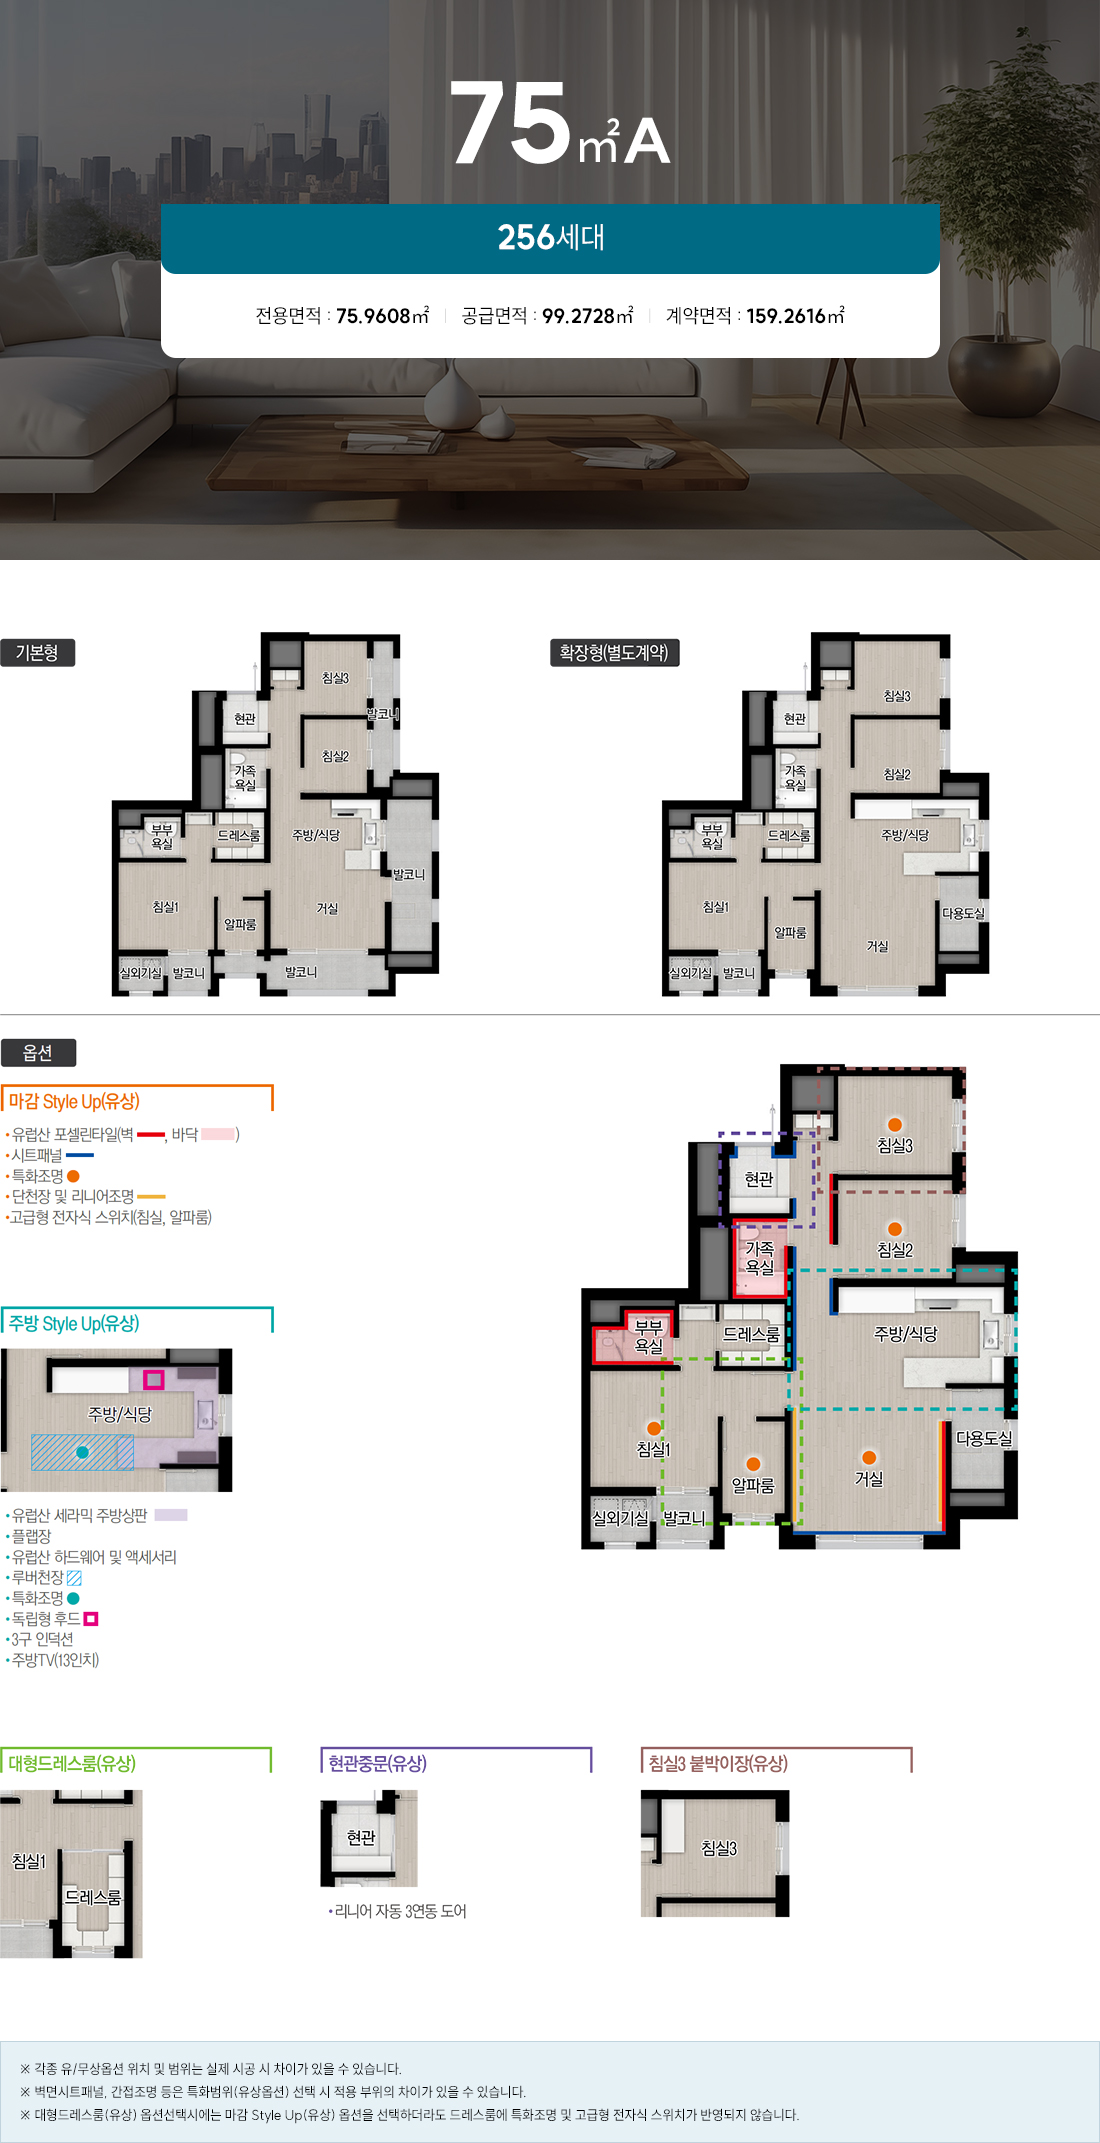 75㎡A
256세대
전용면적 : 75.9608㎡ 공급면적 : 99.2728㎡ 계약면적 : 159.2616㎡
기본형
침실3
발코니
현관
침실2
가족
욕실
부부
욕실
드레스룸
주방/식당
발코니
침실1
알파룸
거실
실외기실
발코니
발코니
확장형(별도계약)
침실3
현관
침실2
가족
욕실
부부
욕실
드레스룸
주방/식당
침실1
알파룸
다용도실
거실
실외기실
발코니
옵션
마감 Style Up(유상)
•유럽산 포셀린타일(벽 , 바닥 )
•시트패널
•특화조명
•단천장 및 리니어조명
•고급형 전자식 스위치(침실, 알파룸)
침실3
현관
침실2
가족
욕실
부부
욕실
드레스룸
주방/식당
침실1
알파룸
거실
다용도실
실외기실
발코니
주방 Style Up(유상)
주방/식당
•유럽산 세라믹 주방상판
•플랩장
•유럽산 하드웨어 및 액세서리
•루버천장
•특화조명
•독립형 후드
•3구 인덕션
•주방TV(13인치)
대형드레스룸(유상)
침실1
드레스룸
현관중문(유상)
현관
•리니어 자동 3연동 도어
침실3 붙박이장(유상)
침실3
※ 각종 유/무상옵션 위치 및 범위는 실제 시공 시 차이가 있을 수 있습니다.
※ 벽면시트패널, 간접조명 등은 특화범위(유상옵션) 선택 시 적용 부위의 차이가 있을 수 있습니다.
※ 대형드레스룸(유상) 옵션선택시에는 마감 Style Up(유상) 옵션을 선택하더라도 드레스룸에 특화조명 및 고급형 전자식 스위치가 반영되지 않습니다.